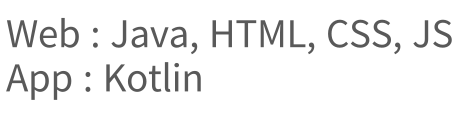 Web : Java, HTML, CSS, JS
App : Kotlin